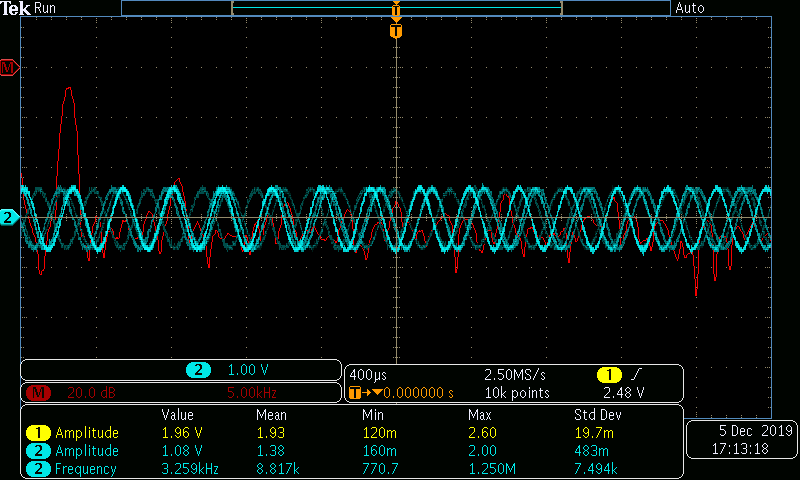 Tek Run Auto
T
T
M
2
2 1.00 V
M 20.0 dB 5.00kHz
400µs 2.50MS/s 1
T→▼0.000000 s 10k points 2.48 V
Value Mean Min Max Std Dev
1 Amplitude 1.96 V 1.93 120m 2.60 19.7m
2 Amplitude 1.08 V 1.38 160m 2.00 483m
2 Frequency 3.259kHz 8.817k 770.7 1.250M 7.494k
5 Dec 2019
17:13:18